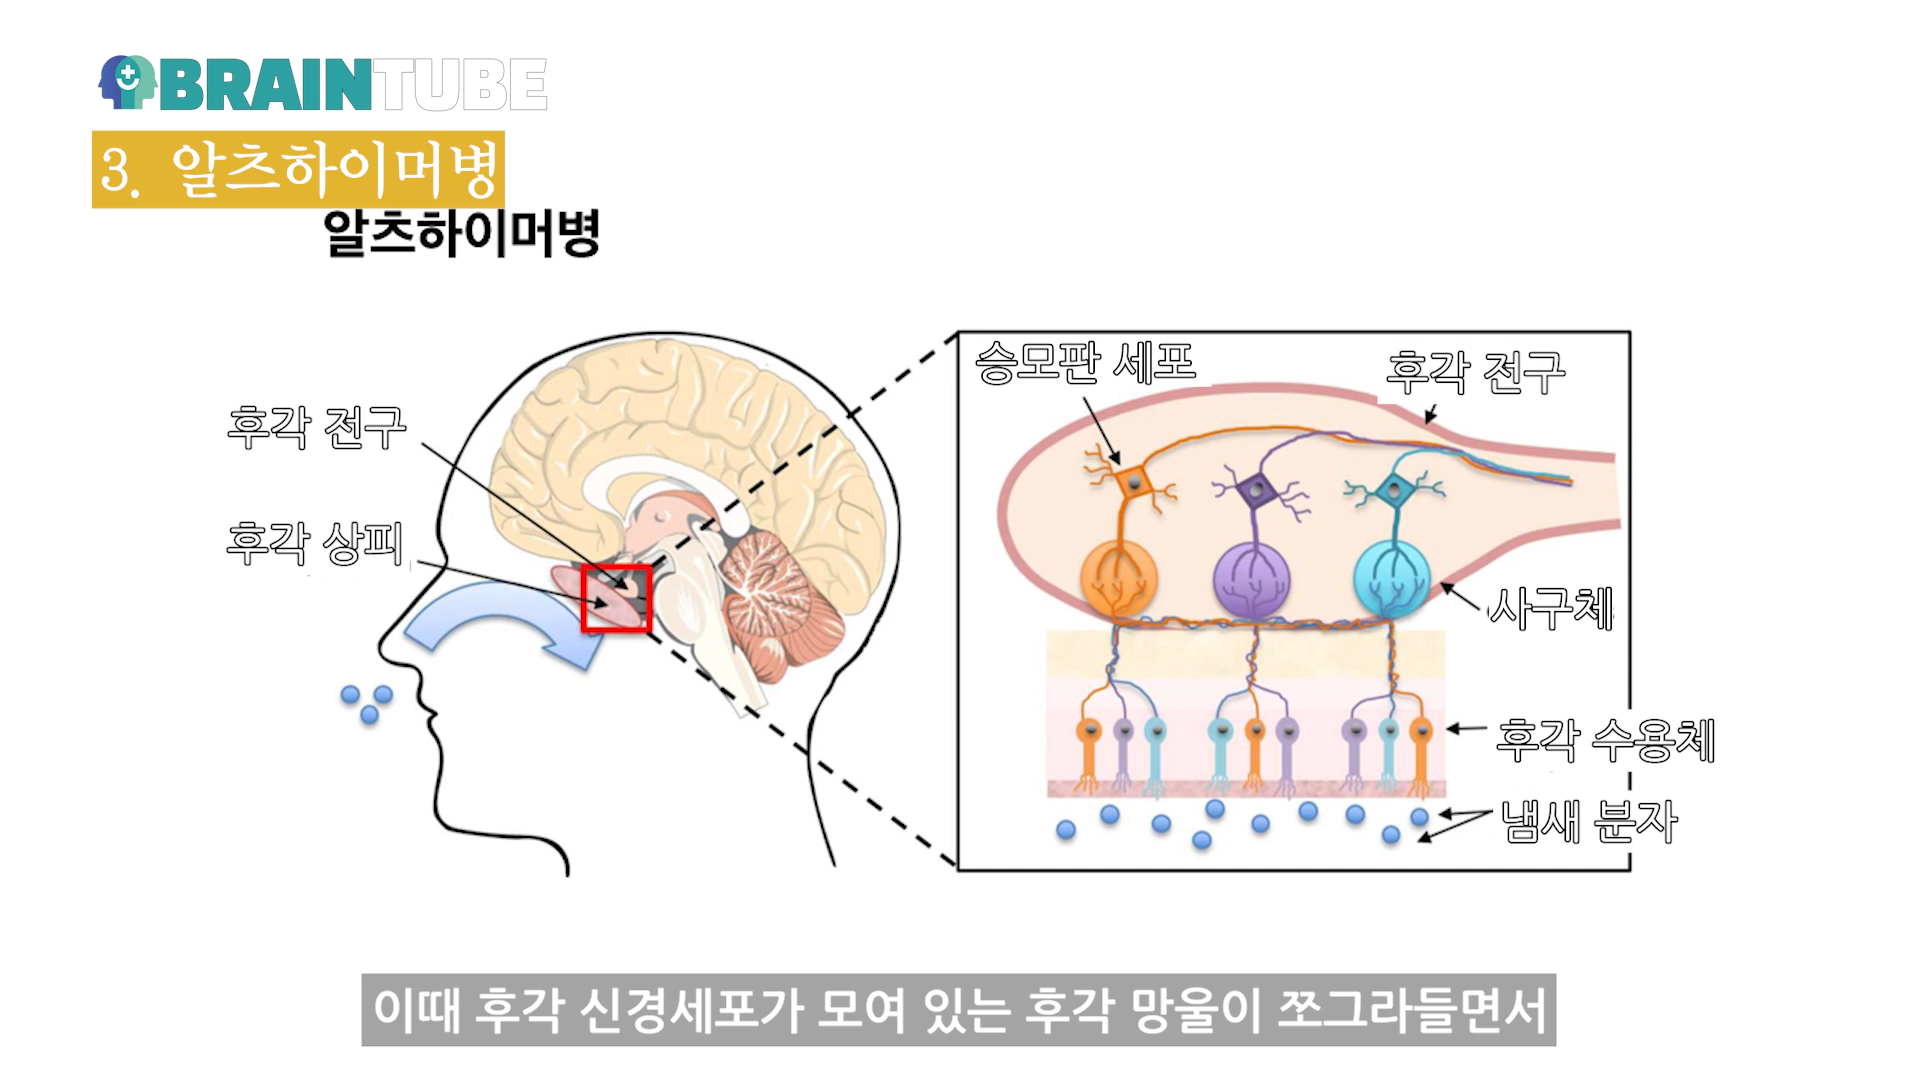 BRAINTUBE
3. 알츠하이머병
알츠하이머병
후각 전구
후각 상피
승모판 세포
후각 전구
사구체
후각 수용체
냄새 분자
이때 후각 신경세포가 모여 있는 후각 망울이 쪼그라들면서